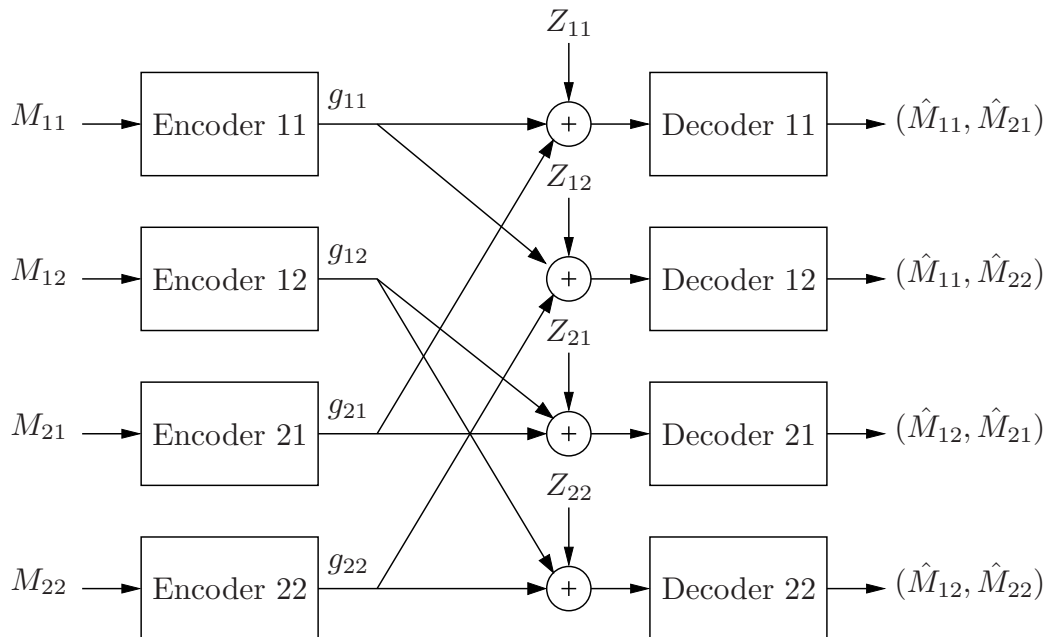 Z₁₁
M₁₁ Encoder 11 g₁₁ + Decoder 11 (M̂₁₁, M̂₂₁)
Z₁₂
M₁₂ Encoder 12 g₁₂ + Decoder 12 (M̂₁₁, M̂₂₂)
Z₂₁
M₂₁ Encoder 21 g₂₁ + Decoder 21 (M̂₁₂, M̂₂₁)
Z₂₂
M₂₂ Encoder 22 g₂₂ + Decoder 22 (M̂₁₂, M̂₂₂)